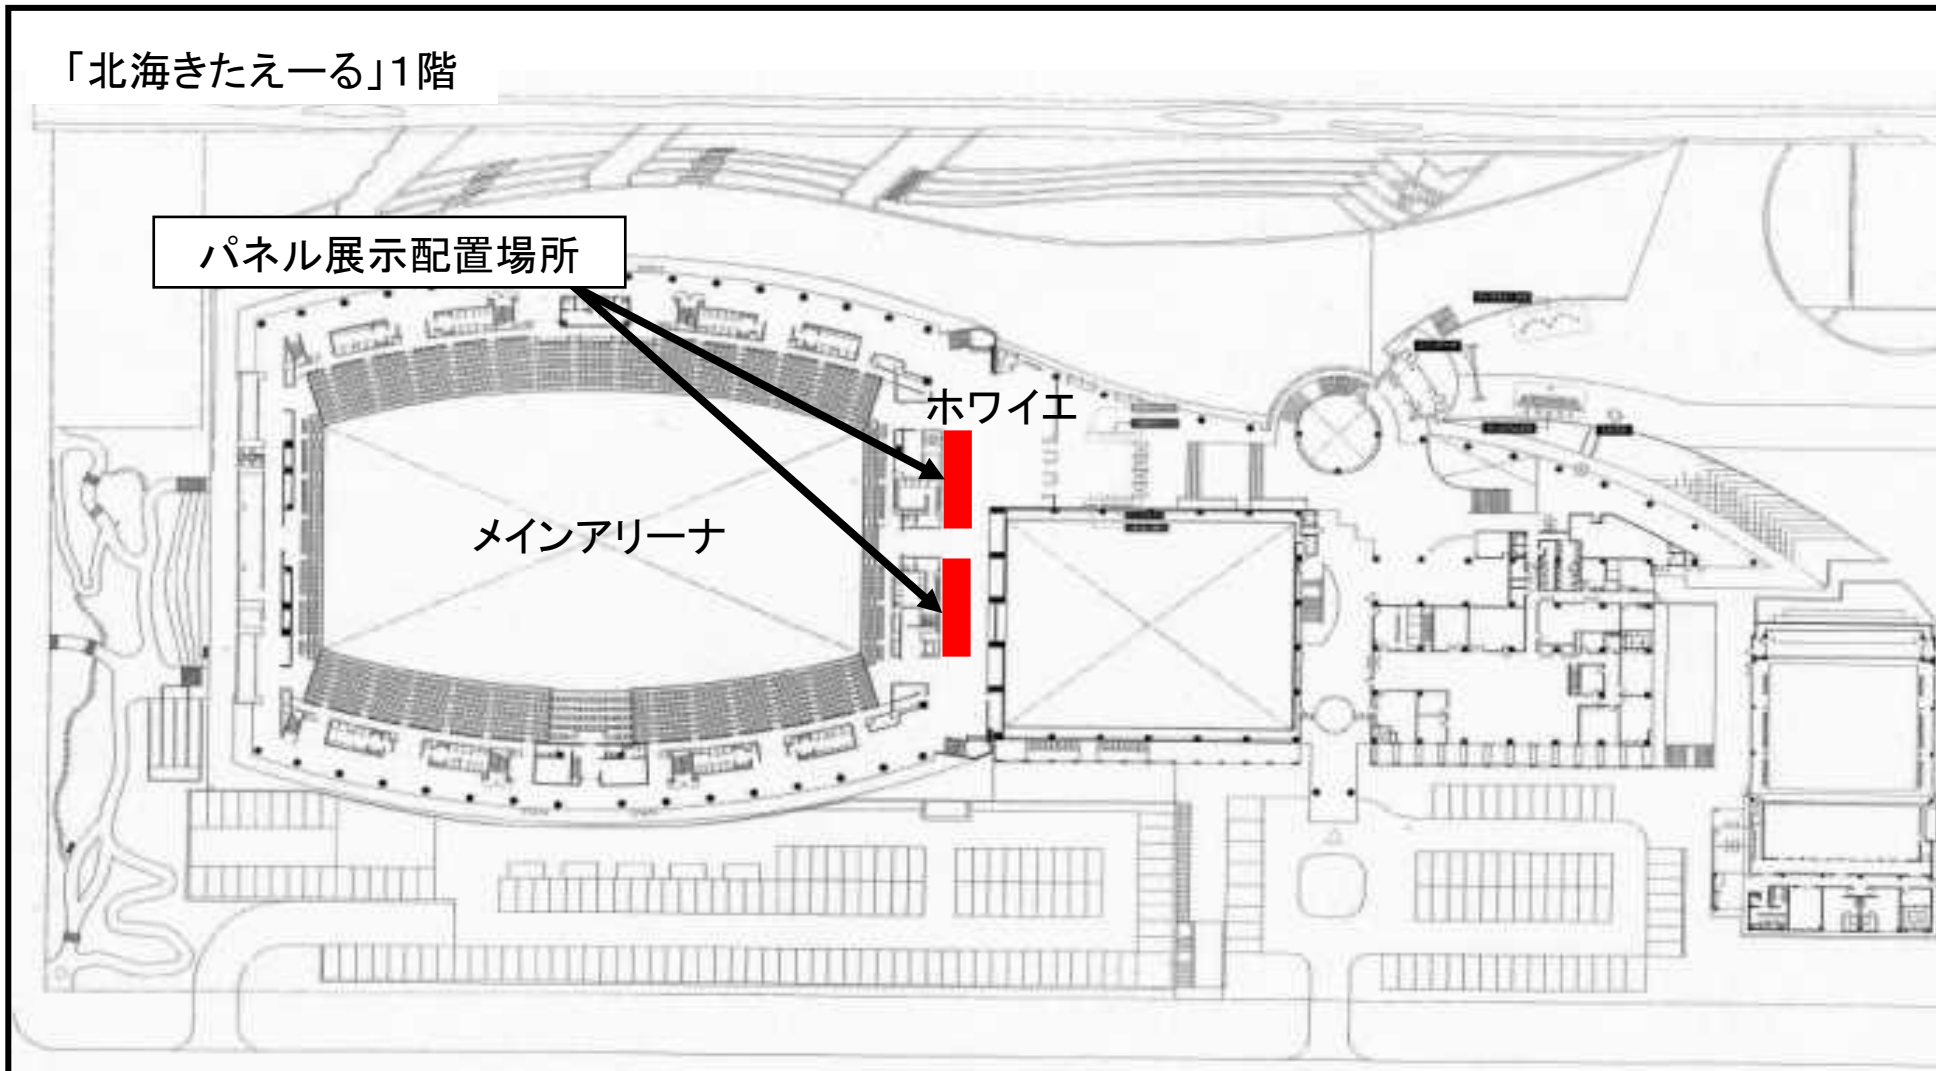 「北海きたえーる」1階
パネル展示配置場所
ホワイエ
メインアリーナ